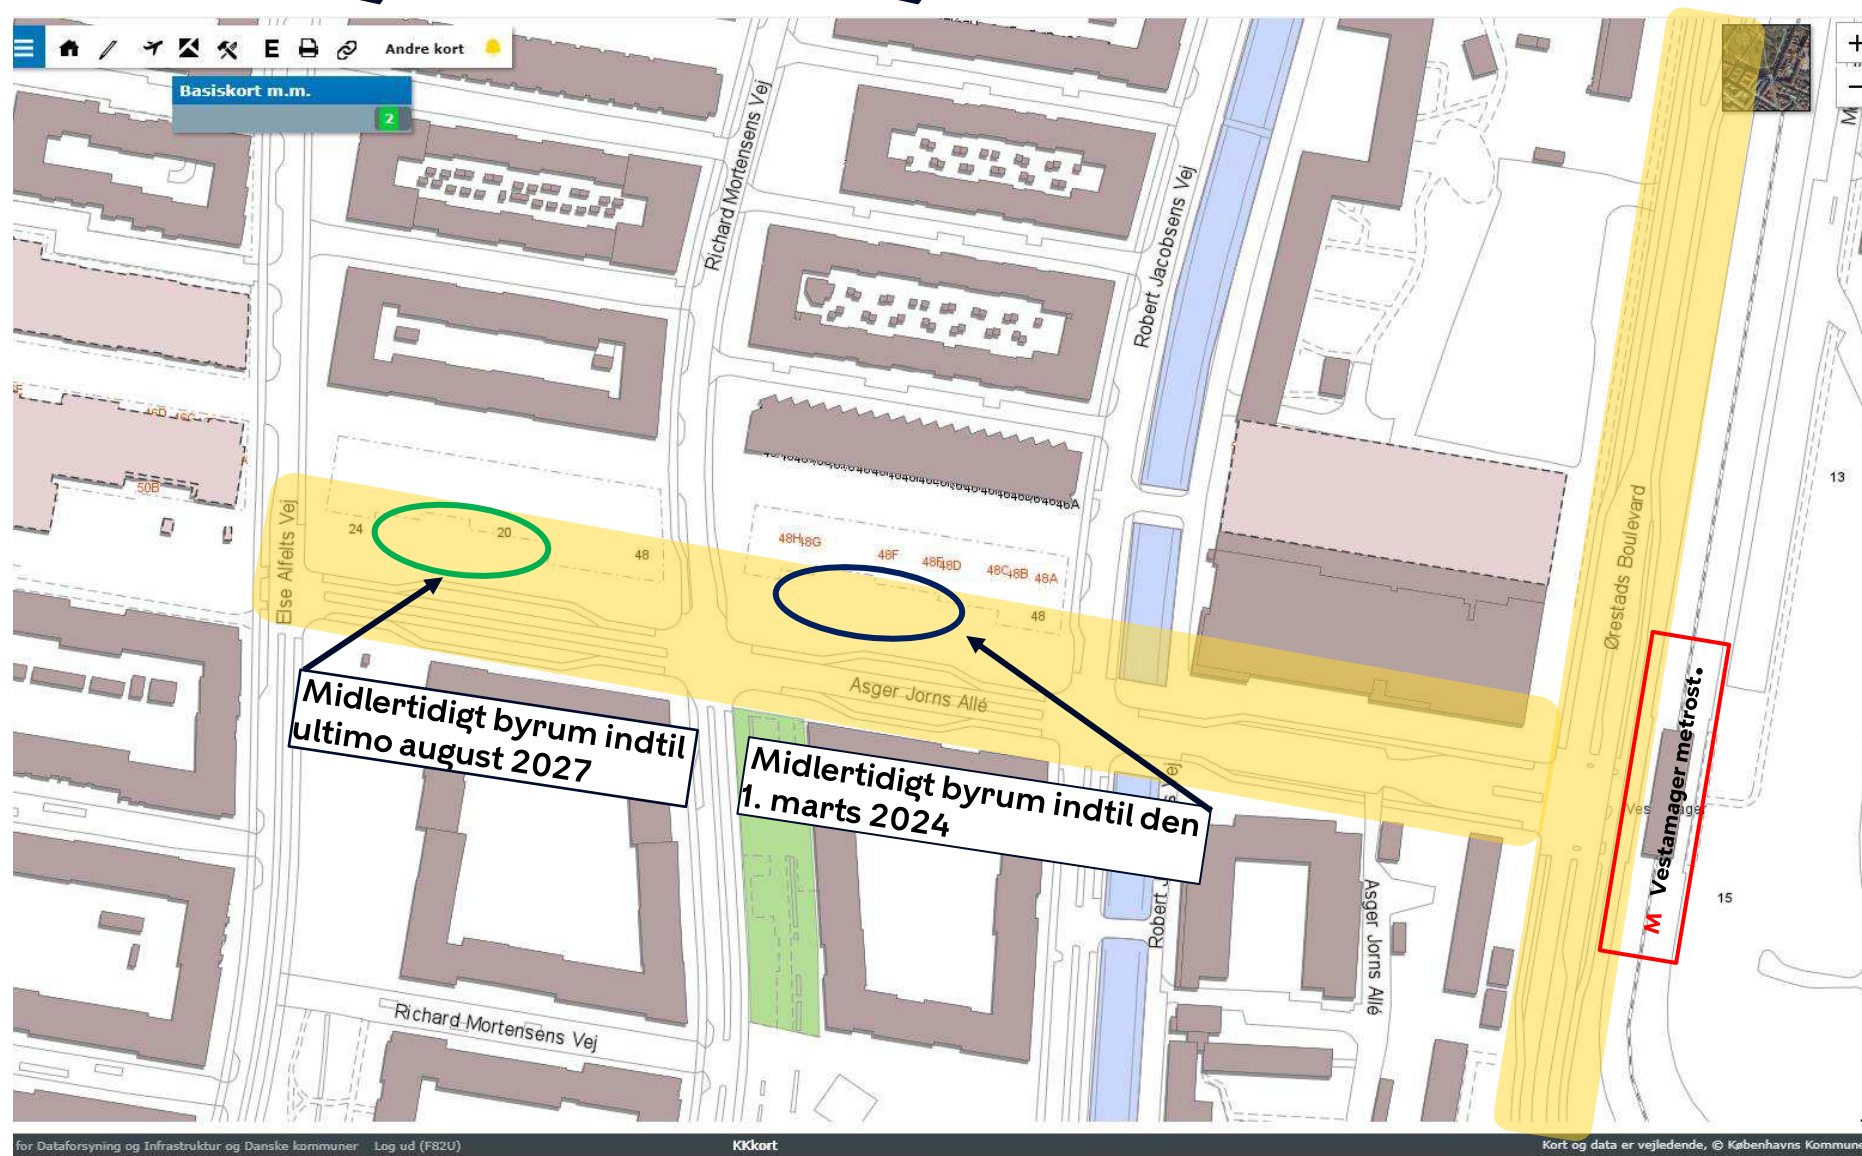 E
Andre kort
Basiskort m.m.
2
Richard Mortensens Vej
Robert Jacobsens Vej
Ørestads Boulevard
Else Alfelts Vej
13
50B
24
20
48
48H
48G
48F
48D
48C
48B
48A
48
Asger Jorns Allé
Midlertidigt byrum indtil
ultimo august 2027
Midlertidigt byrum indtil den
1. marts 2024
M Vestamager metrost.
15
Asger Jorns Allé
Robert
Richard Mortensens Vej
for Dataforsyning og Infrastruktur og Danske kommuner Log ud (F82U)
KKkort
Kort og data er vejledende, © Københavns Kommune